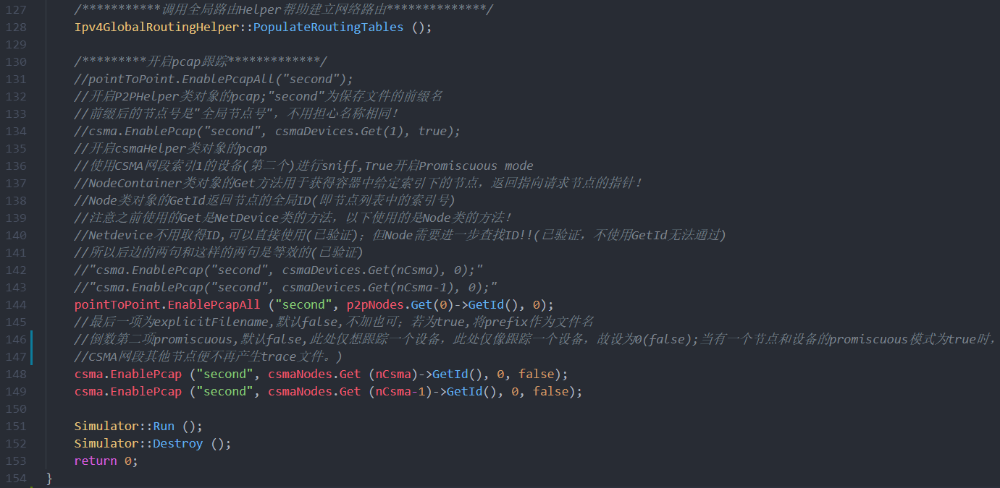 127 /***********调用全局路由Helper帮助建立网络路由**************/
128 Ipv4GlobalRoutingHelper::PopulateRoutingTables ();
129
130 /*********开启pcap跟踪*************/
131 //pointToPoint.EnablePcapAll("second");
132 //开启P2PHelper类对象的pcap;"second"为保存文件的前缀名
133 //前缀后的节点号是"全局节点号"，不用担心名称相同！
134 //csma.EnablePcap("second", csmaDevices.Get(1), true);
135 //开启csmaHelper类对象的pcap
136 //使用CSMA网段索引1的设备(第二个)进行sniff,True开启Promiscuous mode
137 //NodeContainer类对象的Get方法用于获得容器中给定索引下的节点，返回指向请求节点的指针！
138 //Node类对象的GetId返回节点的全局ID(即节点列表中的索引号)
139 //注意之前使用的Get是NetDevice类的方法，以下使用的是Node类的方法！
140 //Netdevice不用取得ID,可以直接使用(已验证)；但Node需要进一步查找ID!!(已验证，不使用GetId无法通过)
141 //所以后边的两句和这样的两句是等效的(已验证)
142 //"csma.EnablePcap("second", csmaDevices.Get(nCsma), 0);"
143 //"csma.EnablePcap("second", csmaDevices.Get(nCsma-1), 0);"
144 pointToPoint.EnablePcapAll ("second", p2pNodes.Get(0)->GetId(), 0);
145 //最后一项为explicitFilename,默认false,不加也可；若为true,将prefix作为文件名
146 //倒数第二项promiscuous,默认false,此处仅想跟踪一个设备，此处仅像跟踪一个设备，故设为0(false);当有一个节点和设备的promiscuous模式为true时，
147 //CSMA网段其他节点便不再产生trace文件。)
148 csma.EnablePcap ("second", csmaNodes.Get (nCsma)->GetId(), 0, false);
149 csma.EnablePcap ("second", csmaNodes.Get (nCsma-1)->GetId(), 0, false);
150
151 Simulator::Run ();
152 Simulator::Destroy ();
153 return 0;
154 }